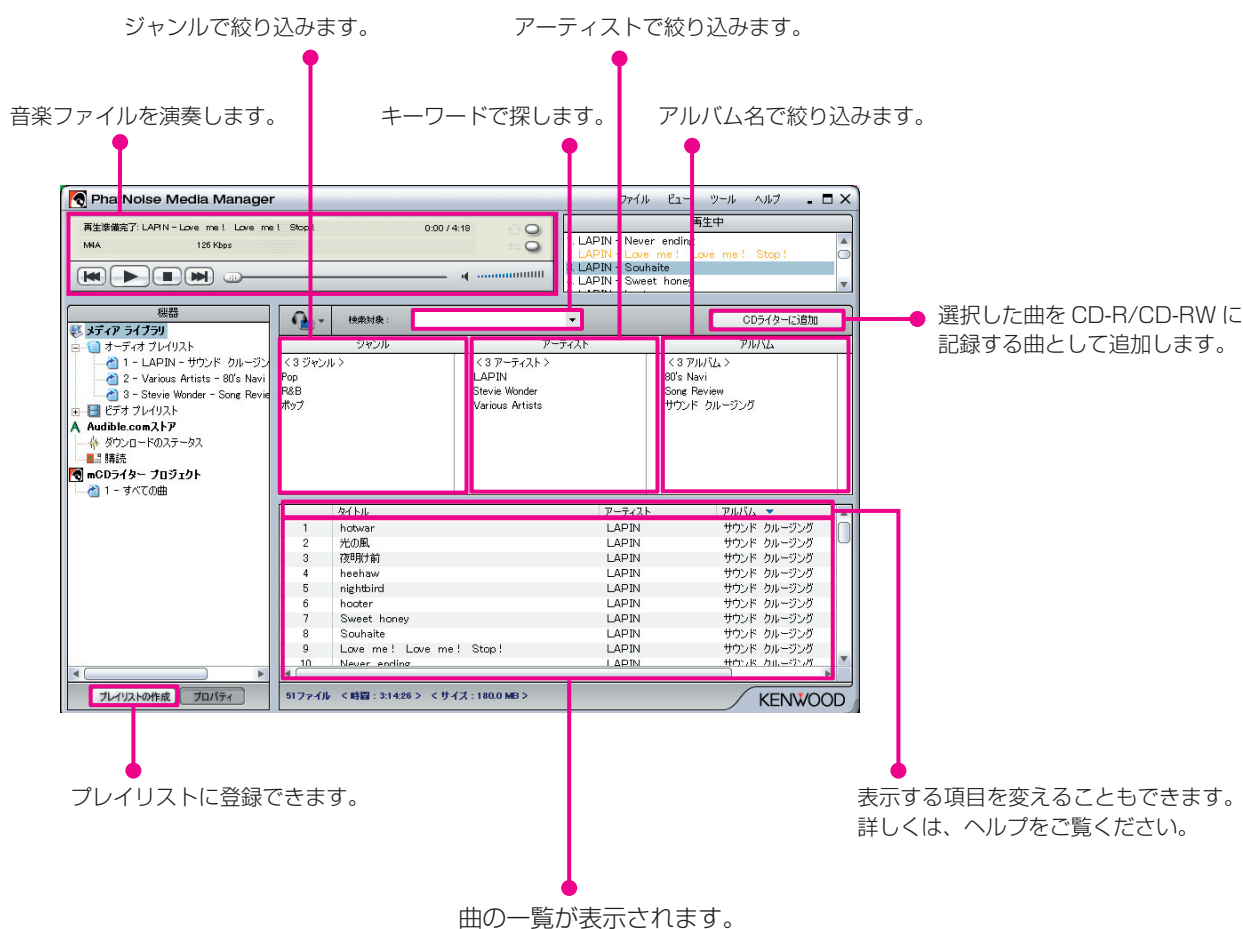 ジャンルで絞り込みます。
アーティストで絞り込みます。
音楽ファイルを演奏します。
キーワードで探します。
アルバム名で絞り込みます。
PhatNoise Media Manager
ファイル ビュー ツール ヘルプ
再生準備完了: LAPIN - Love me! Love me! Stop! 0:00 / 4:18
M4A 126 Kbps
再生中
LAPIN - Never ending
LAPIN - Love me! Love me! Stop!
LAPIN - Souhaite
LAPIN - Sweet honey
機器
検索対象:
CDライターに追加
選択した曲を CD-R/CD-RW に
記録する曲として追加します。
メディア ライブラリ
オーディオ プレイリスト
1 - LAPIN - サウンド クルージン
2 - Various Artists - 80's Navi
3 - Stevie Wonder - Song Revie
ビデオ プレイリスト
Audible.comストア
ダウンロードのステータス
購読
mCDライター プロジェクト
1 - すべての曲
ジャンル
<3 ジャンル>
Pop
R&B
ポップ
アーティスト
<3 アーティスト>
LAPIN
Stevie Wonder
Various Artists
アルバム
<3 アルバム>
80's Navi
Song Review
サウンド クルージング
タイトル アーティスト アルバム
1 hotwar LAPIN サウンド クルージング
2 光の風 LAPIN サウンド クルージング
3 夜明け前 LAPIN サウンド クルージング
4 heehaw LAPIN サウンド クルージング
5 nightbird LAPIN サウンド クルージング
6 hooter LAPIN サウンド クルージング
7 Sweet honey LAPIN サウンド クルージング
8 Souhaite LAPIN サウンド クルージング
9 Love me! Love me! Stop! LAPIN サウンド クルージング
10 Never ending LAPIN サウンド クルージング
プレイリストの作成 プロパティ
51ファイル <時間:3:14:26> <サイズ:180.0 MB>
KENWOOD
プレイリストに登録できます。
表示する項目を変えることもできます。
詳しくは、ヘルプをご覧ください。
曲の一覧が表示されます。